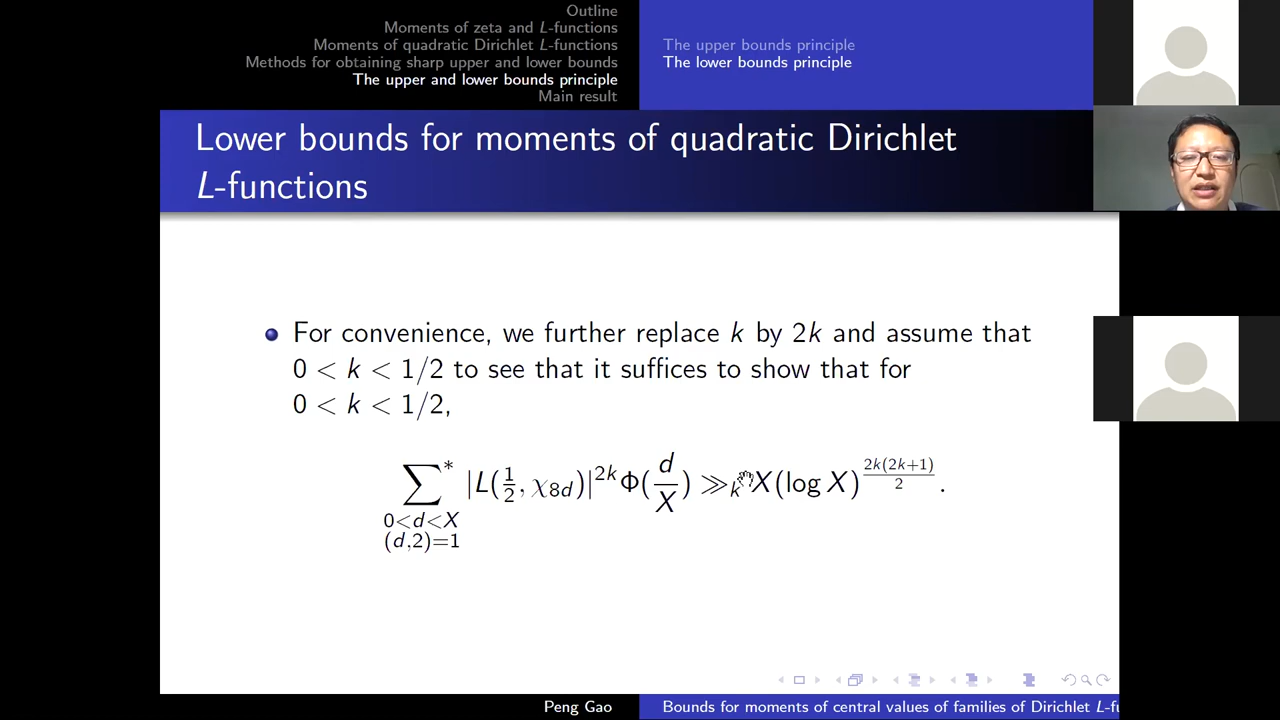 Outline
Moments of zeta and L-functions
Moments of quadratic Dirichlet L-functions
Methods for obtaining sharp upper and lower bounds
The upper and lower bounds principle
Main result
The upper bounds principle
The lower bounds principle
Lower bounds for moments of quadratic Dirichlet
L-functions
For convenience, we further replace k by 2k and assume that
0 < k < 1/2 to see that it suffices to show that for
0 < k < 1/2,
∑* |L(½, χ_{8d})|^{2k} Φ(d/X) ≫_k X(log X)^{2k(2k+1)/2}.
0<d<X
(d,2)=1
Peng Gao
Bounds for moments of central values of families of Dirichlet L-fu